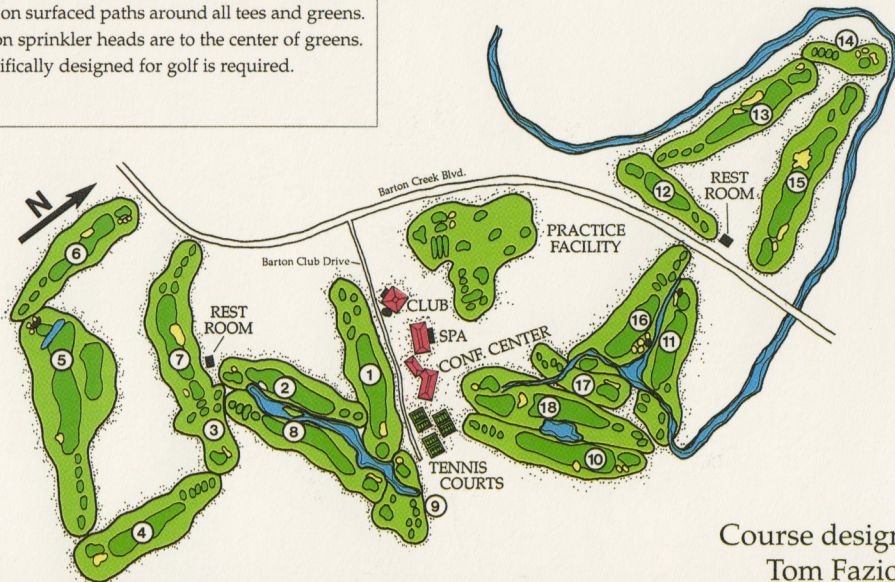 on surfaced paths around all tees and greens.
on sprinkler heads are to the center of greens.
ifically designed for golf is required.
14
13
N
Barton Creek Blvd.
12
REST
ROOM
15
6
PRACTICE
FACILITY
Barton Club Drive
CLUB
REST
ROOM
16
SPA
5
7
1
11
CONF. CENTER
2
17
18
3
8
10
TENNIS
COURTS
9
4
Course design
Tom Fazio